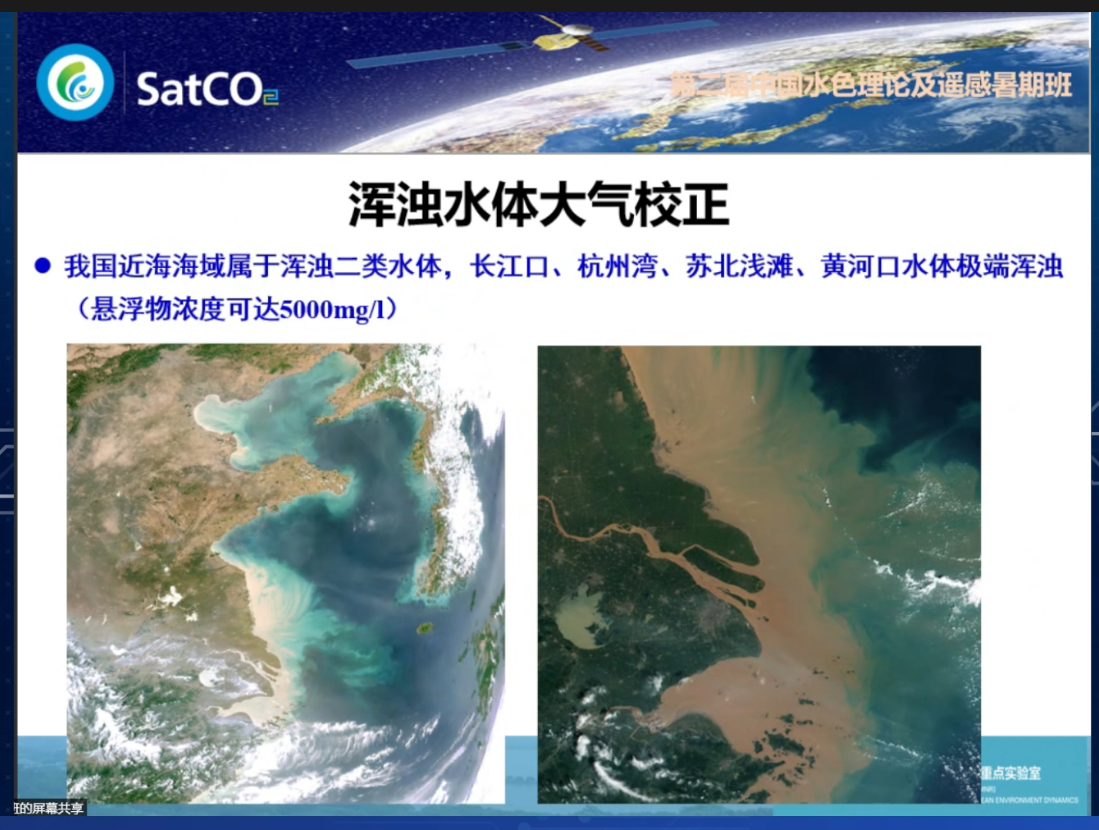 SatCO2
第二届中国水色理论及遥感暑期班
浑浊水体大气校正
● 我国近海海域属于浑浊二类水体，长江口、杭州湾、苏北浅滩、黄河口水体极端浑浊
（悬浮物浓度可达5000mg/l）
重点实验室
EAN ENVIRONMENT DYNAMICS
的屏幕共享